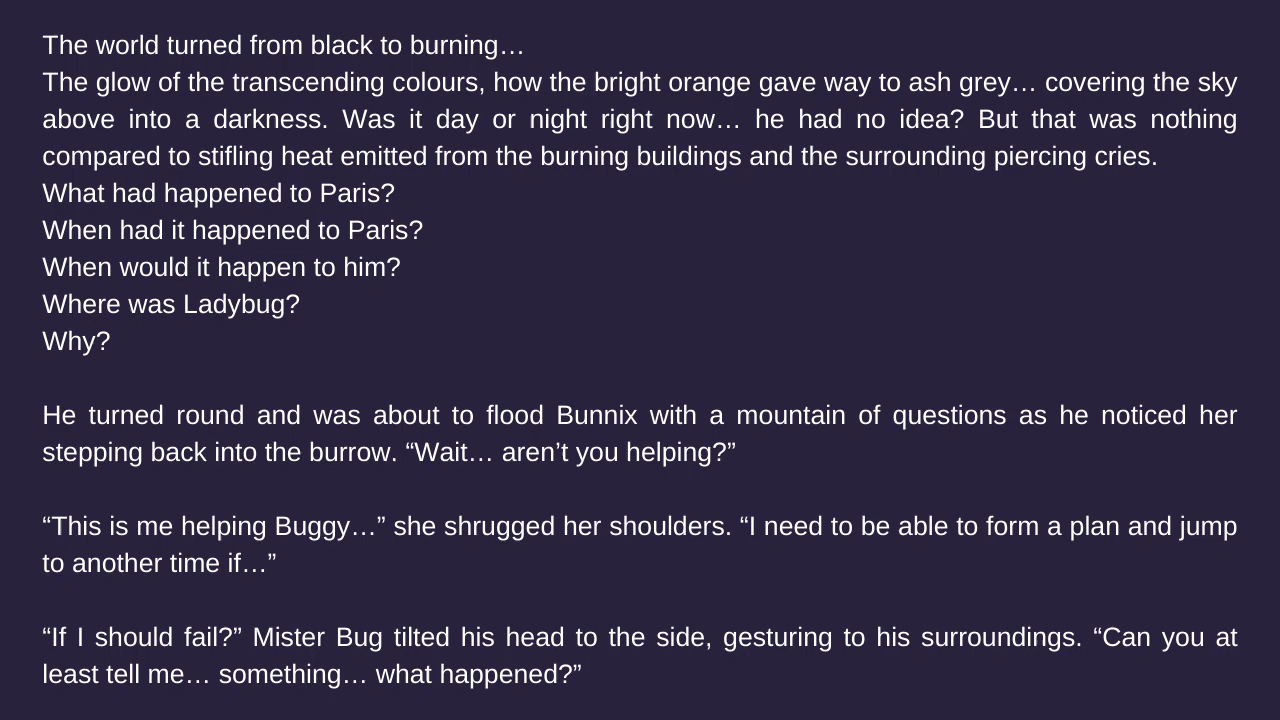 The world turned from black to burning…
The glow of the transcending colours, how the bright orange gave way to ash grey… covering the sky
above into a darkness. Was it day or night right now… he had no idea? But that was nothing
compared to stifling heat emitted from the burning buildings and the surrounding piercing cries.
What had happened to Paris?
When had it happened to Paris?
When would it happen to him?
Where was Ladybug?
Why?
He turned round and was about to flood Bunnix with a mountain of questions as he noticed her
stepping back into the burrow. “Wait… aren’t you helping?”
“This is me helping Buggy…” she shrugged her shoulders. “I need to be able to form a plan and jump
to another time if…”
“If I should fail?” Mister Bug tilted his head to the side, gesturing to his surroundings. “Can you at
least tell me… something… what happened?”